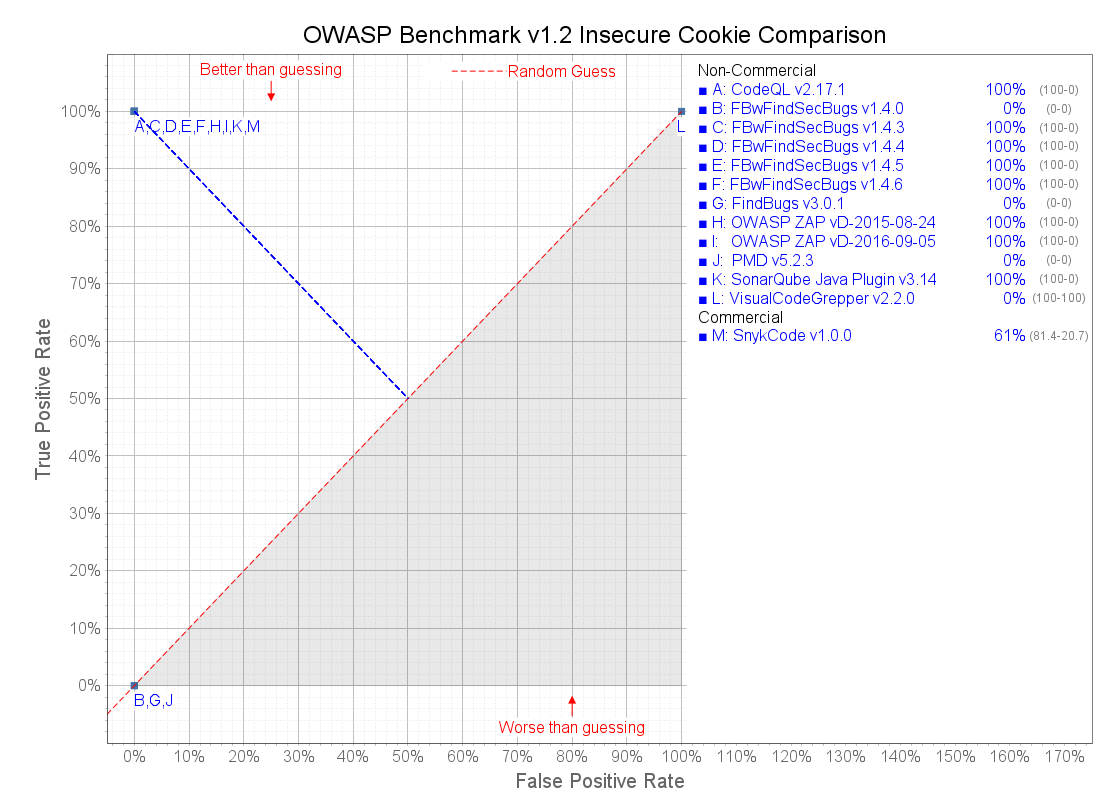 OWASP Benchmark v1.2 Insecure Cookie Comparison
Better than guessing
Random Guess
Non-Commercial
A: CodeQL v2.17.1 100% (100-0)
B: FBwFindSecBugs v1.4.0 0% (0-0)
C: FBwFindSecBugs v1.4.3 100% (100-0)
D: FBwFindSecBugs v1.4.4 100% (100-0)
E: FBwFindSecBugs v1.4.5 100% (100-0)
F: FBwFindSecBugs v1.4.6 100% (100-0)
G: FindBugs v3.0.1 0% (0-0)
H: OWASP ZAP vD-2015-08-24 100% (100-0)
I: OWASP ZAP vD-2016-09-05 100% (100-0)
J: PMD v5.2.3 0% (0-0)
K: SonarQube Java Plugin v3.14 100% (100-0)
L: VisualCodeGrepper v2.2.0 0% (100-100)
Commercial
M: SnykCode v1.0.0 61% (81.4-20.7)
A,C,D,E,F,H,I,K,M
L
B,G,J
Worse than guessing
True Positive Rate
100%
90%
80%
70%
60%
50%
40%
30%
20%
10%
0%
0% 10% 20% 30% 40% 50% 60% 70% 80% 90% 100% 110% 120% 130% 140% 150% 160% 170%
False Positive Rate